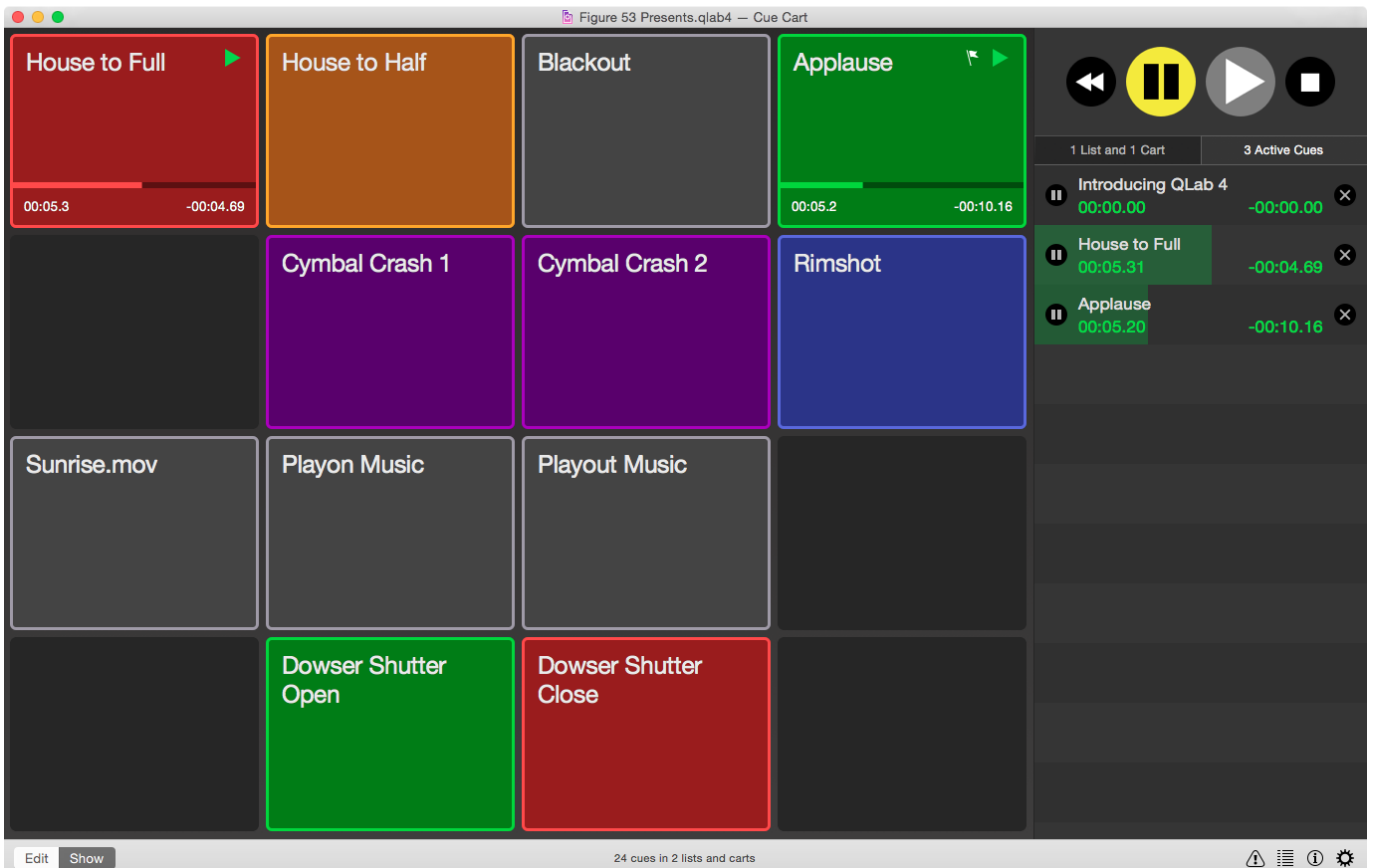 Figure 53 Presents.qlab4 — Cue Cart
House to Full
00:05.3 -00:04.69
House to Half
Blackout
Applause
00:05.2 -00:10.16
Cymbal Crash 1
Cymbal Crash 2
Rimshot
Sunrise.mov
Playon Music
Playout Music
Dowser Shutter
Open
Dowser Shutter
Close
1 List and 1 Cart
3 Active Cues
Introducing QLab 4
00:00.00 -00:00.00
House to Full
00:05.31 -00:04.69
Applause
00:05.20 -00:10.16
Edit Show
24 cues in 2 lists and carts